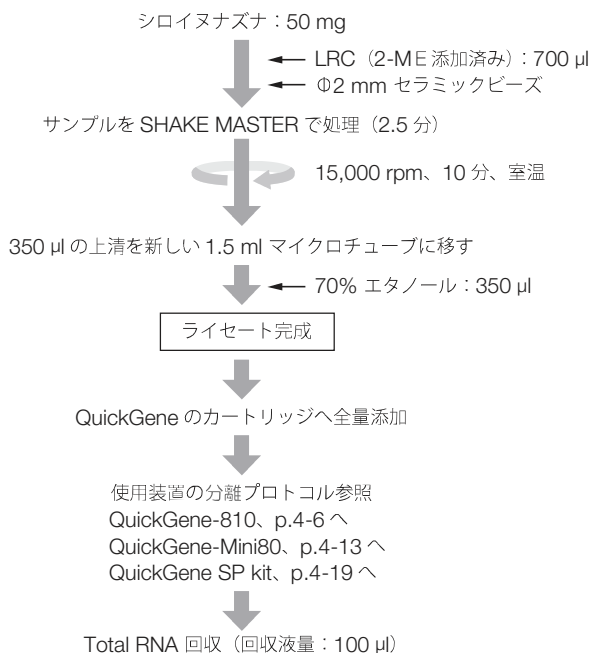 シロイヌナズナ：50 mg
LRC（2-ME添加済み）：700 µl
Φ2 mm セラミックビーズ
サンプルを SHAKE MASTER で処理（2.5 分）
15,000 rpm、10 分、室温
350 µl の上清を新しい 1.5 ml マイクロチューブに移す
70% エタノール：350 µl
ライセート完成
QuickGene のカートリッジへ全量添加
使用装置の分離プロトコル参照
QuickGene-810、p.4-6 へ
QuickGene-Mini80、p.4-13 へ
QuickGene SP kit、p.4-19 へ
Total RNA 回収（回収液量：100 µl）